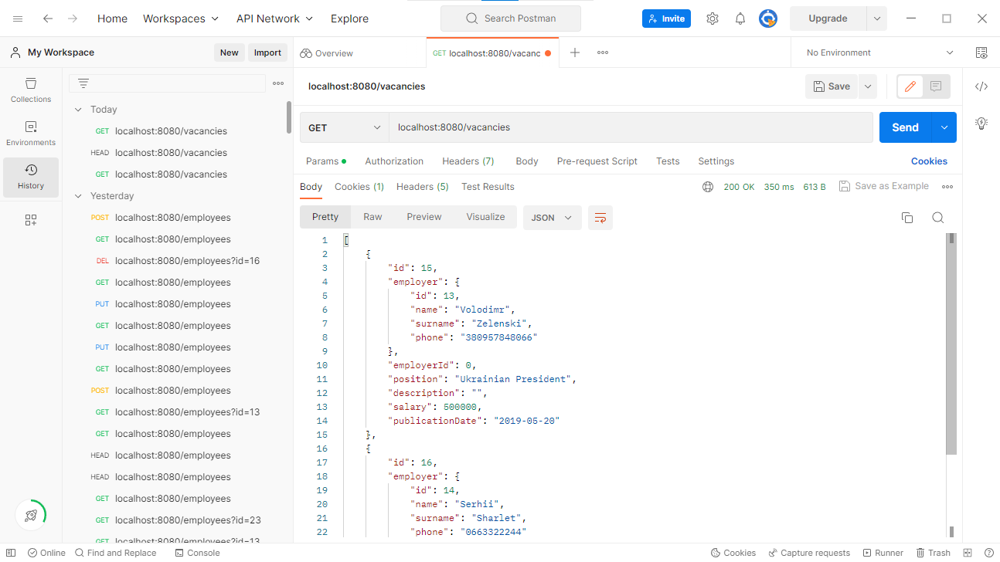 Home Workspaces API Network Explore Search Postman Invite Upgrade
My Workspace New Import Overview GET localhost:8080/vacanc No Environment
Collections
Environments
History
Today
GET localhost:8080/vacancies
HEAD localhost:8080/vacancies
GET localhost:8080/vacancies
Yesterday
POST localhost:8080/employees
GET localhost:8080/employees
DEL localhost:8080/employees?id=16
GET localhost:8080/employees
PUT localhost:8080/employees
GET localhost:8080/employees
PUT localhost:8080/employees
GET localhost:8080/employees
POST localhost:8080/employees
GET localhost:8080/employees?id=13
GET localhost:8080/employees
HEAD localhost:8080/employees
HEAD localhost:8080/employees
GET localhost:8080/employees
GET localhost:8080/employees?id=23
GET localhost:8080/employees?id=13
localhost:8080/vacancies Save
GET localhost:8080/vacancies Send
Params Authorization Headers (7) Body Pre-request Script Tests Settings Cookies
Body Cookies (1) Headers (5) Test Results 200 OK 350 ms 613 B Save as Example
Pretty Raw Preview Visualize JSON
1 [
2 {
3 "id": 15,
4 "employer": {
5 "id": 13,
6 "name": "Volodimr",
7 "surname": "Zelenski",
8 "phone": "380957848066"
9 },
10 "employerId": 0,
11 "position": "Ukrainian President",
12 "description": "",
13 "salary": 500000,
14 "publicationDate": "2019-05-20"
15 },
16 {
17 "id": 16,
18 "employer": {
19 "id": 14,
20 "name": "Serhii",
21 "surname": "Sharlet",
22 "phone": "0663322244"
Online Find and Replace Console Cookies Capture requests Runner Trash